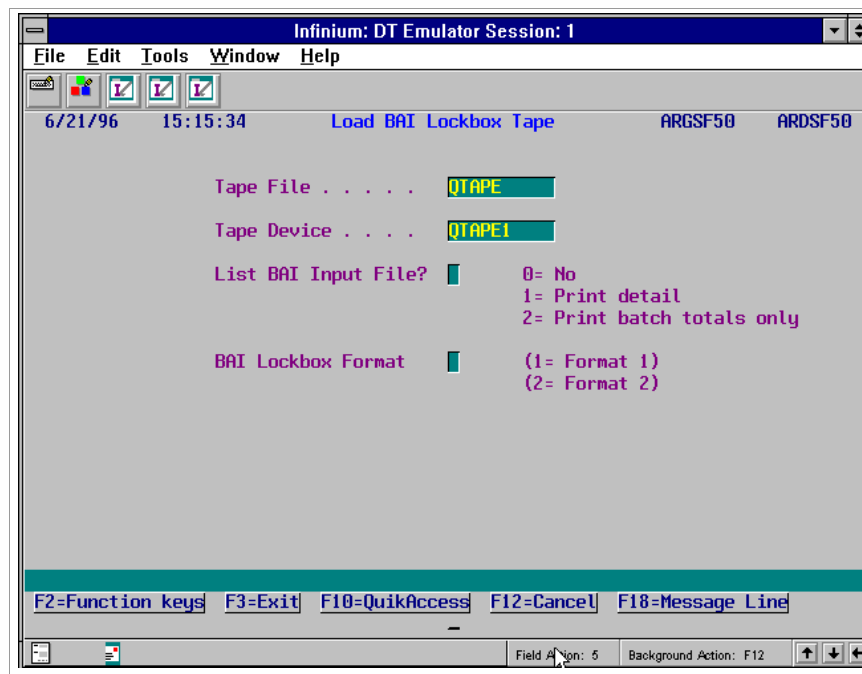 Infinium: DT Emulator Session: 1
File Edit Tools Window Help
6/21/96 15:15:34 Load BAI Lockbox Tape ARGSF50 ARDSF50
Tape File . . . . . QTAPE
Tape Device . . . . QTAPE1
List BAI Input File? 0= No
1= Print detail
2= Print batch totals only
BAI Lockbox Format (1= Format 1)
(2= Format 2)
F2=Function keys F3=Exit F10=QuikAccess F12=Cancel F18=Message Line
Field Action: 5 Background Action: F12